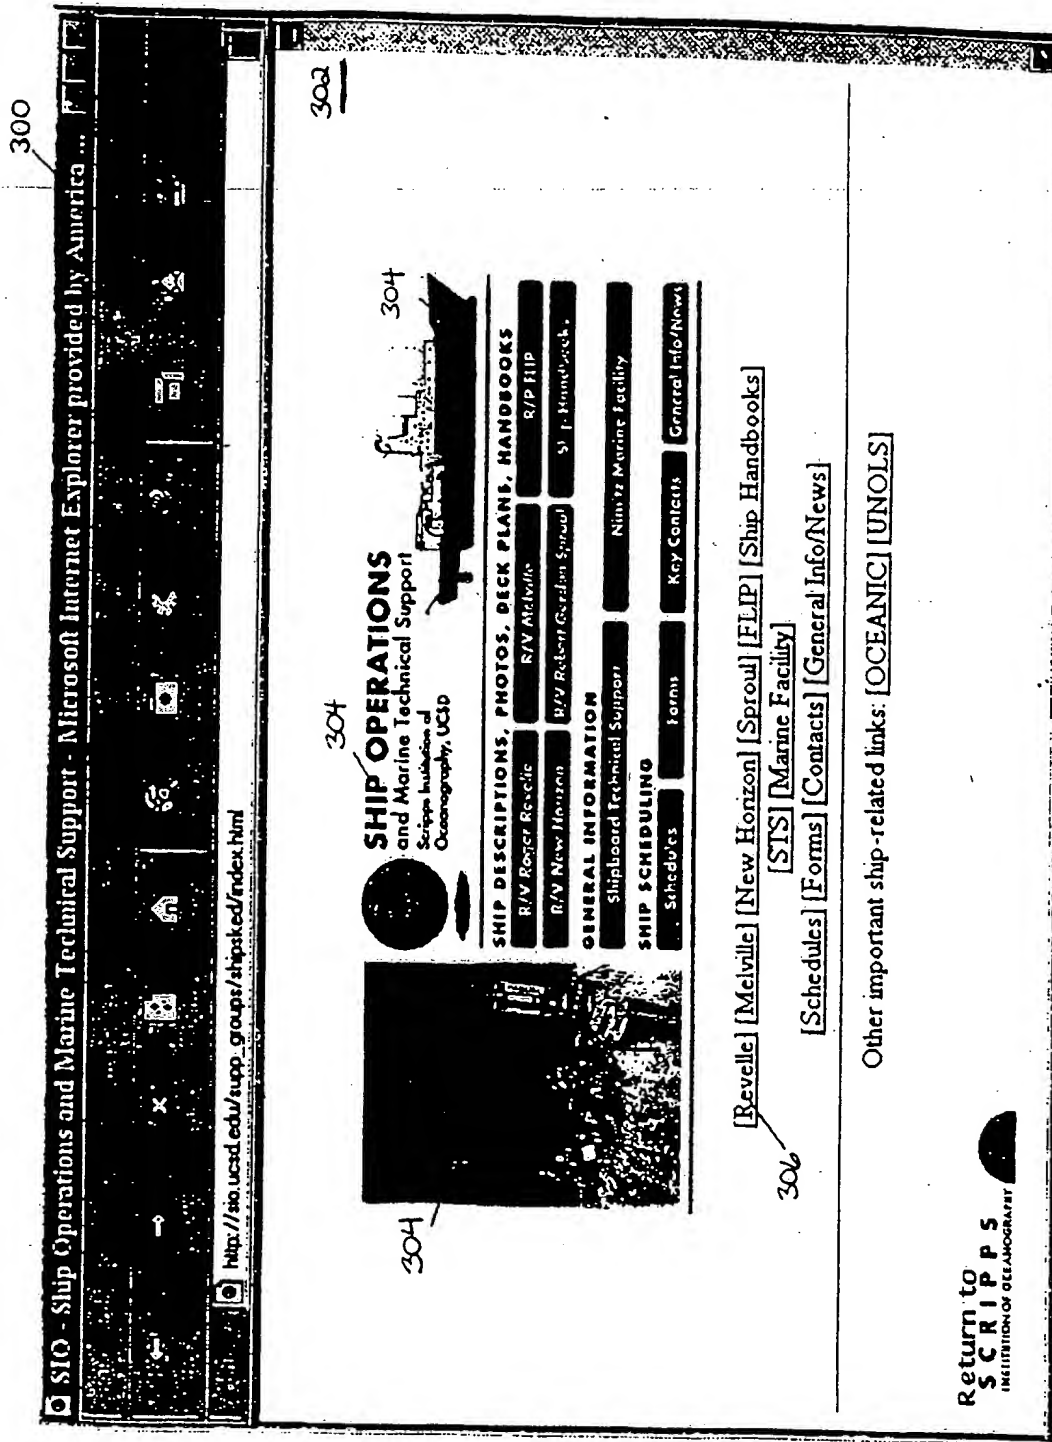 300
SIO - Ship Operations and Marine Technical Support - Microsoft Internet Explorer provided by America ...
http://sio.ucsd.edu/supp_groups/shipsked/index.html
302
304
SHIP OPERATIONS
and Marine Technical Support
Scripps Institution of
Oceanography, UCSD
304
304
SHIP DESCRIPTIONS, PHOTOS, DECK PLANS, HANDBOOKS
R/V Roger Revelle R/V Melville R/P FLIP
R/V New Horizon R/V Robert Gordon Sproul Ship Handbooks
GENERAL INFORMATION
Shipboard Technical Support Nimitz Marine Facility
SHIP SCHEDULING
Schedules Forms Key Contacts General Info/News
[Revelle] [Melville] [New Horizon] [Sproul] [FLIP] [Ship Handbooks]
[STS] [Marine Facility]
[Schedules] [Forms] [Contacts] [General Info/News]
306
Other important ship-related links: [OCEANIC] [UNOLS]
Return to
SCRIPPS
INSTITUTION OF OCEANOGRAPHY